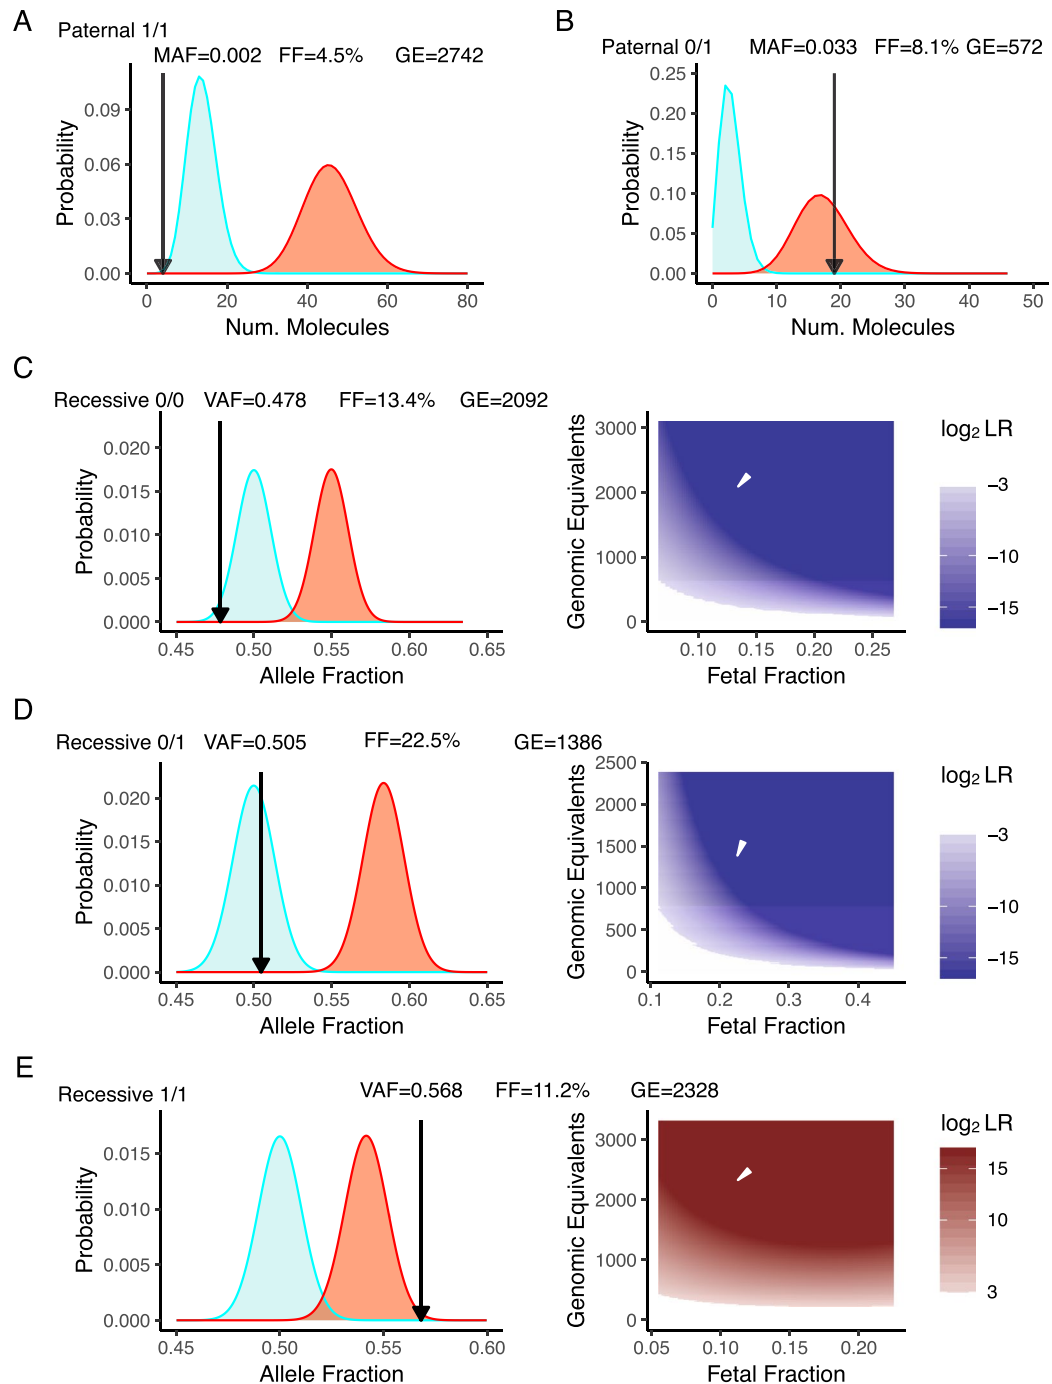 A
Paternal 1/1
MAF=0.002 FF=4.5% GE=2742
Probability
0.09
0.06
0.03
0.00
0 20 40 60 80
Num. Molecules
B
Paternal 0/1 MAF=0.033 FF=8.1% GE=572
Probability
0.25
0.20
0.15
0.10
0.05
0.00
0 10 20 30 40 50
Num. Molecules
C
Recessive 0/0 VAF=0.478 FF=13.4% GE=2092
Probability
0.020
0.015
0.010
0.005
0.000
0.45 0.50 0.55 0.60 0.65
Allele Fraction
Genomic Equivalents
3000
2000
1000
0
0.10 0.15 0.20 0.25
Fetal Fraction
log₂ LR
−3
−10
−15
D
Recessive 0/1 VAF=0.505 FF=22.5% GE=1386
Probability
0.020
0.015
0.010
0.005
0.000
0.45 0.50 0.55 0.60 0.65
Allele Fraction
Genomic Equivalents
2500
2000
1500
1000
500
0
0.1 0.2 0.3 0.4
Fetal Fraction
log₂ LR
−3
−10
−15
E
Recessive 1/1 VAF=0.568 FF=11.2% GE=2328
Probability
0.015
0.010
0.005
0.000
0.45 0.50 0.55 0.60
Allele Fraction
Genomic Equivalents
3000
2000
1000
0
0.05 0.10 0.15 0.20
Fetal Fraction
log₂ LR
15
10
3